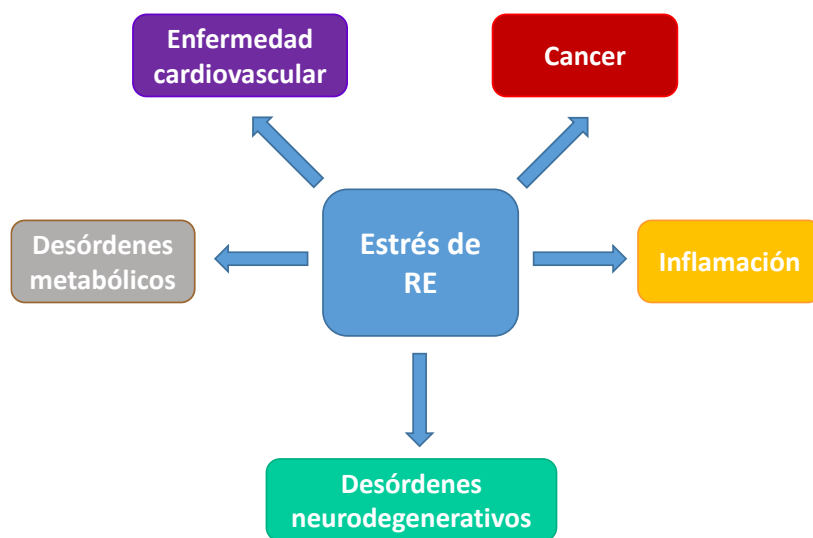 Enfermedad
cardiovascular
Cancer
Desórdenes
metabólicos
Estrés de
RE
Inflamación
Desórdenes
neurodegenerativos